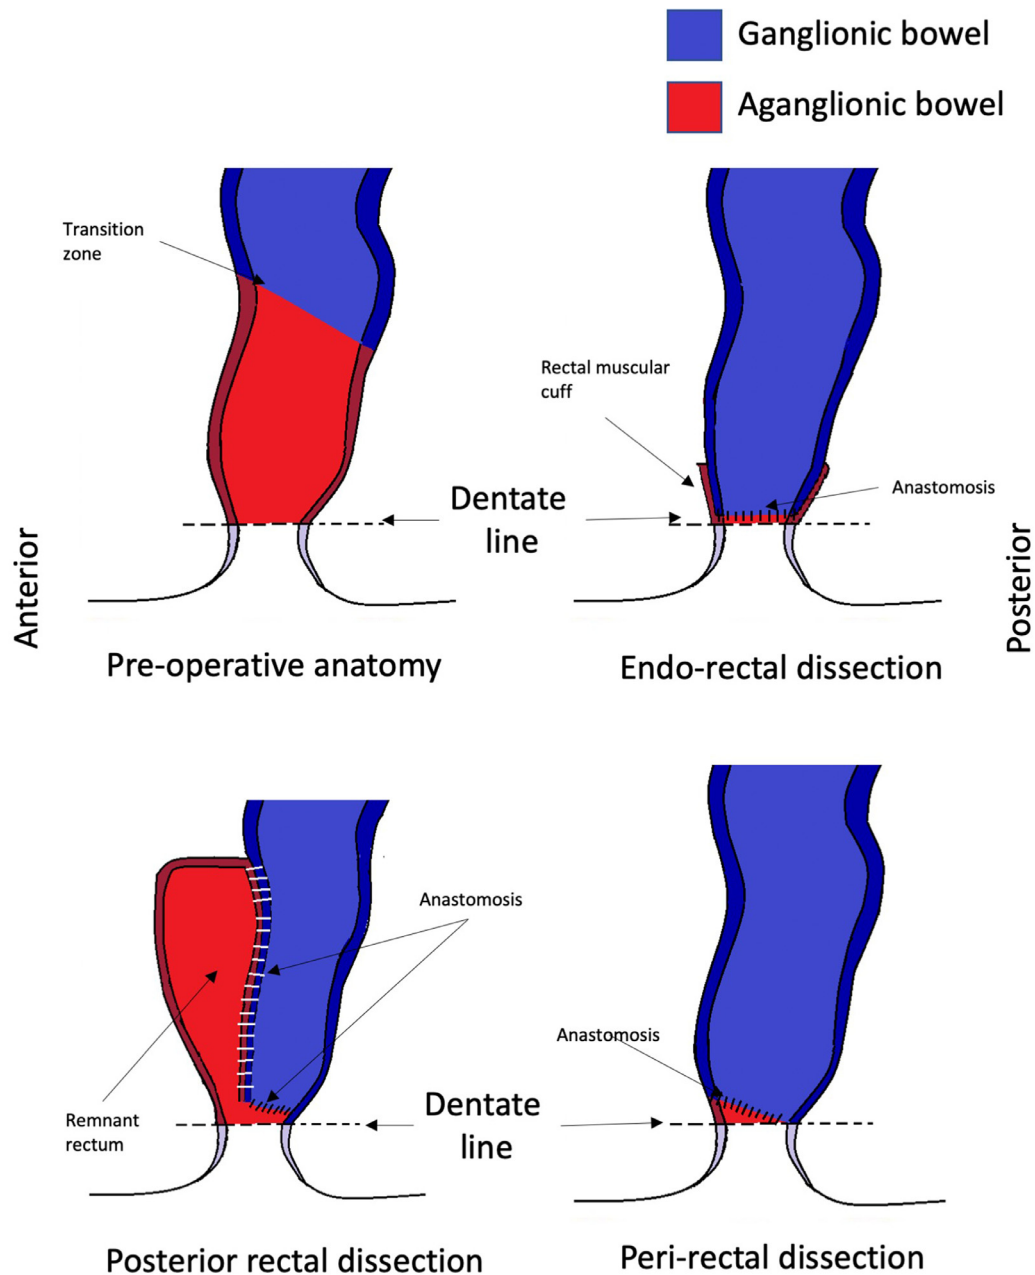 Ganglionic bowel
Aganglionic bowel
Transition
zone
Rectal muscular
cuff
Anastomosis
Dentate
line
Anterior
Posterior
Pre-operative anatomy
Endo-rectal dissection
Anastomosis
Anastomosis
Remnant
rectum
Dentate
line
Posterior rectal dissection
Peri-rectal dissection